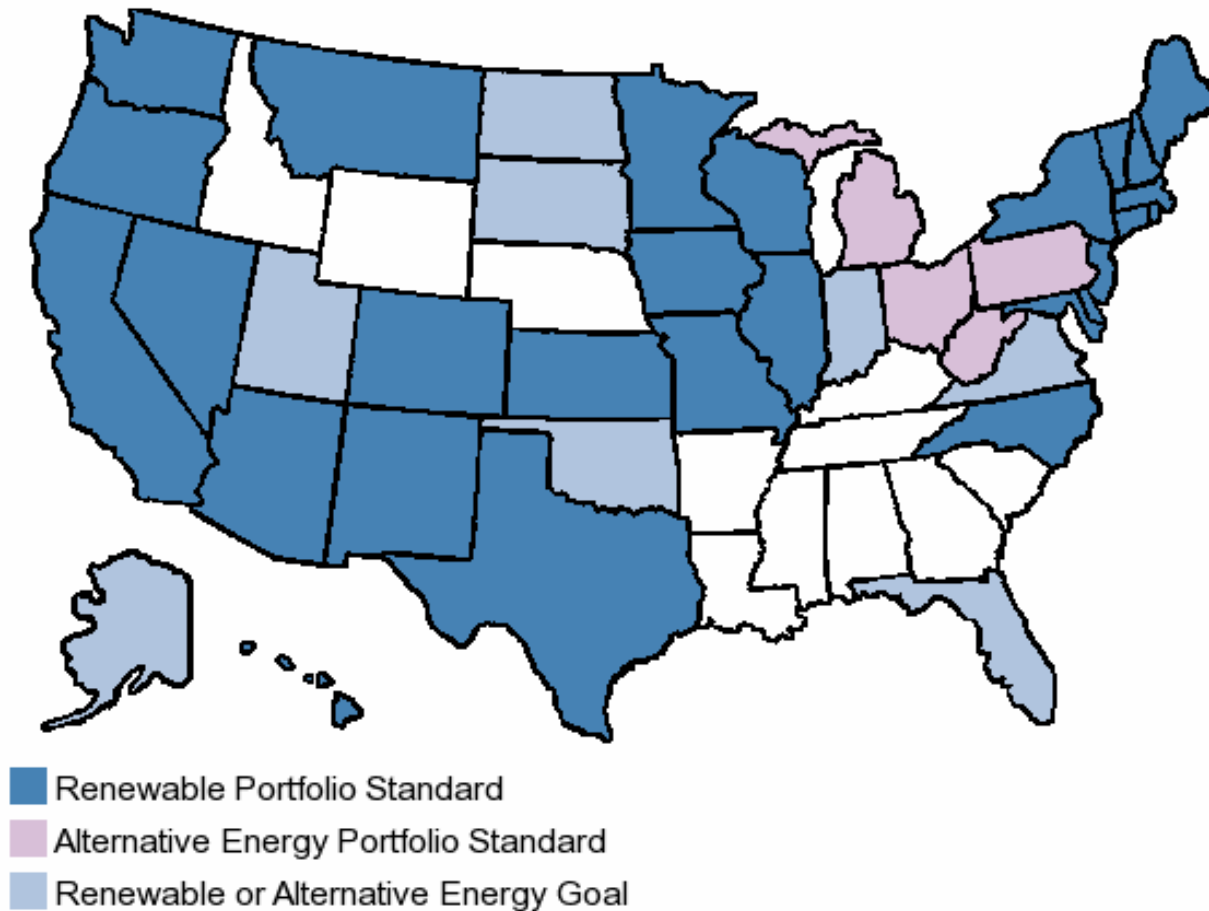 Renewable Portfolio Standard
Alternative Energy Portfolio Standard
Renewable or Alternative Energy Goal